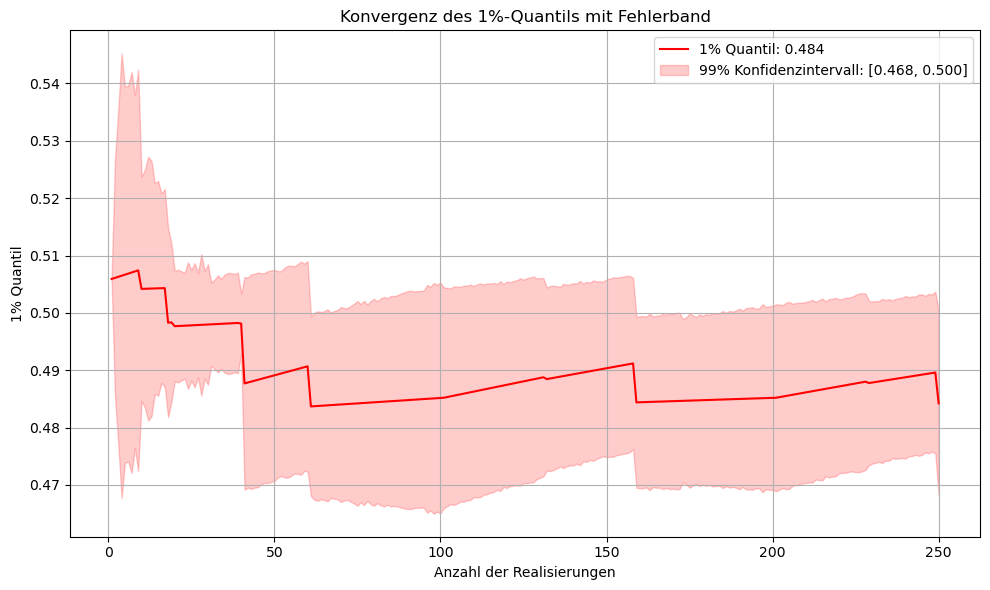 Konvergenz des 1%-Quantils mit Fehlerband
1% Quantil: 0.484
99% Konfidenzintervall: [0.468, 0.500]
1% Quantil
0.54
0.53
0.52
0.51
0.50
0.49
0.48
0.47
0
50
100
150
200
250
Anzahl der Realisierungen